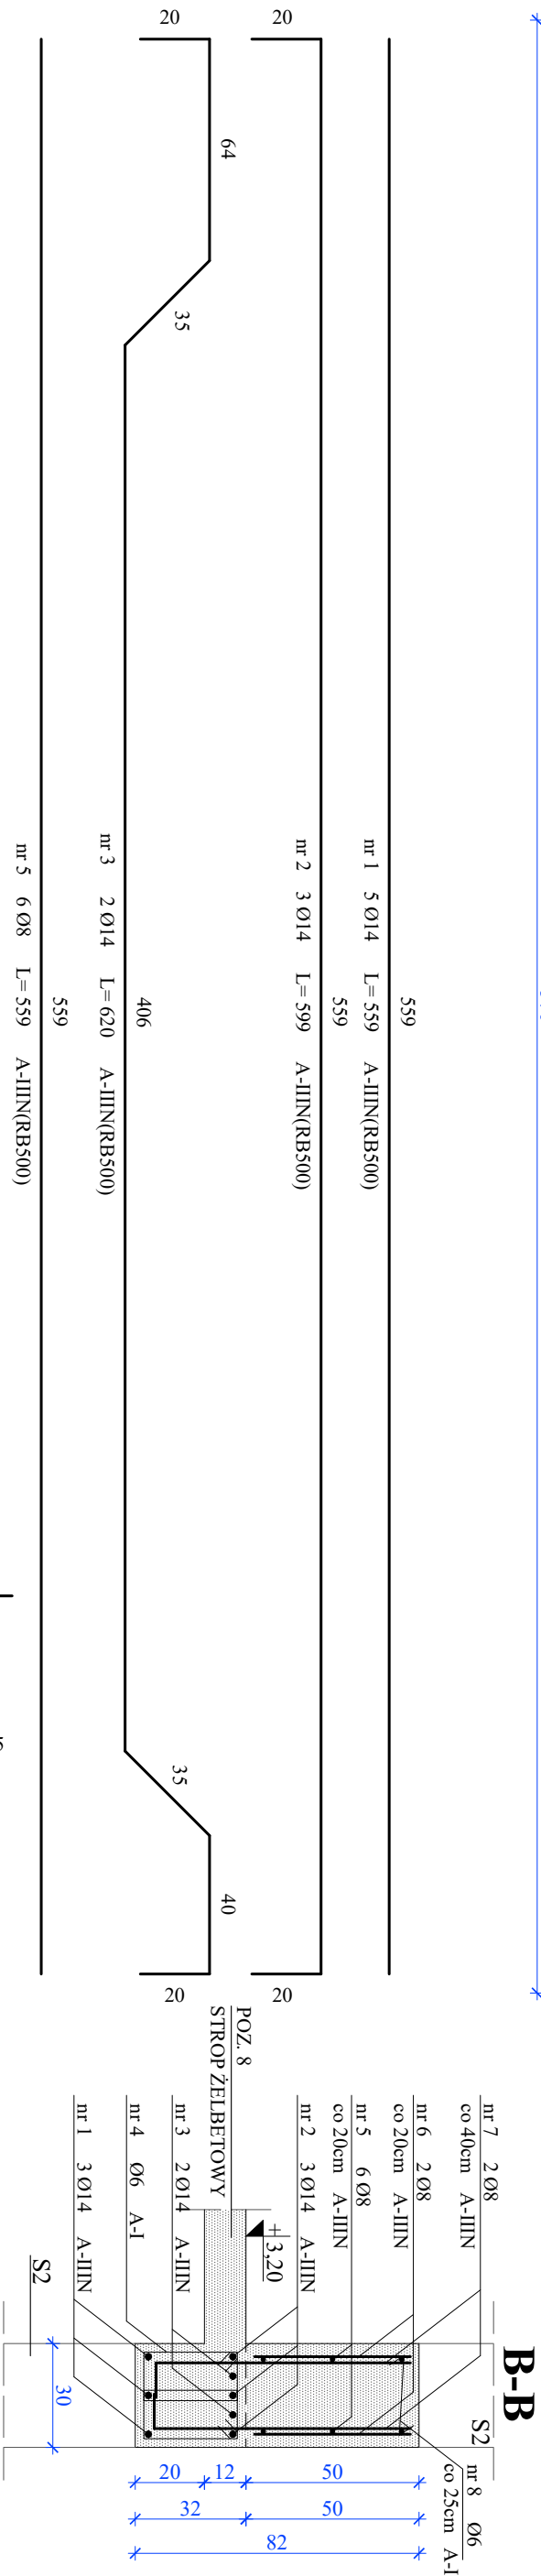 559
nr 1 5 Ø14 L= 559 A-IIIN(RB500)
20
20
559
nr 2 3 Ø14 L= 599 A-IIIN(RB500)
20
64
35
406
35
40
20
nr 3 2 Ø14 L= 620 A-IIIN(RB500)
559
nr 5 6 Ø8 L= 559 A-IIIN(RB500)
B-B
S2
nr 8 Ø6
co 25cm A-I
nr 7 2 Ø8
co 40cm A-IIIN
nr 6 2 Ø8
co 20cm A-IIIN
nr 5 6 Ø8
co 20cm A-IIIN
nr 2 3 Ø14 A-IIIN
+3,20
POZ. 8
STROP ŻELBETOWY
nr 3 2 Ø14 A-IIIN
nr 4 Ø6 A-I
nr 1 3 Ø14 A-IIIN
S2
30
20
12
50
32
50
82